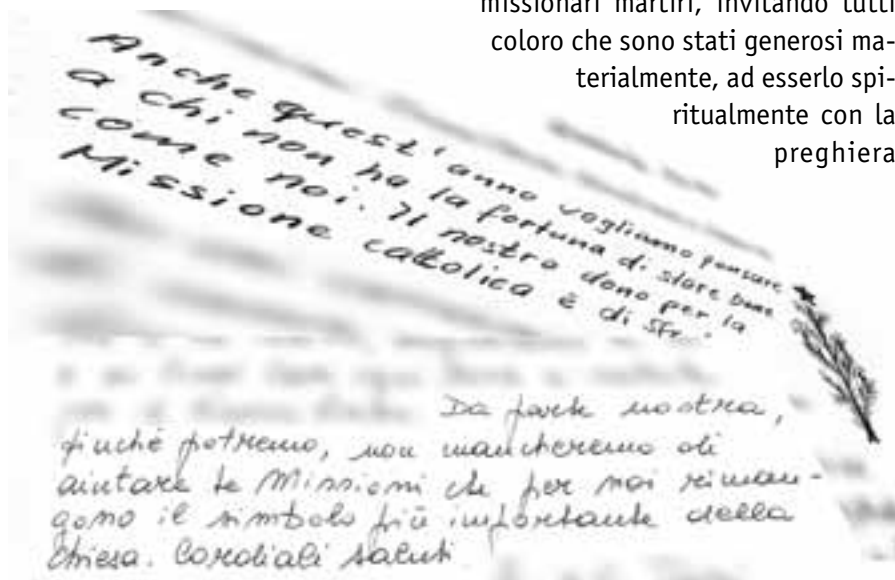 missionari martiri, invitando tutti
coloro che sono stati generosi ma-
terialmente, ad esserlo spi-
ritualmente con la
preghiera
Anche quest'anno vogliamo pensare
a chi non ha la fortuna di stare bene
come noi. Il nostro dono per la
Missione cattolica è di
Da parte nostra,
finché potremo, non mancheremo di
aiutare le Missioni che per noi riman-
gono il simbolo più importante della
Chiesa. Cordiali saluti